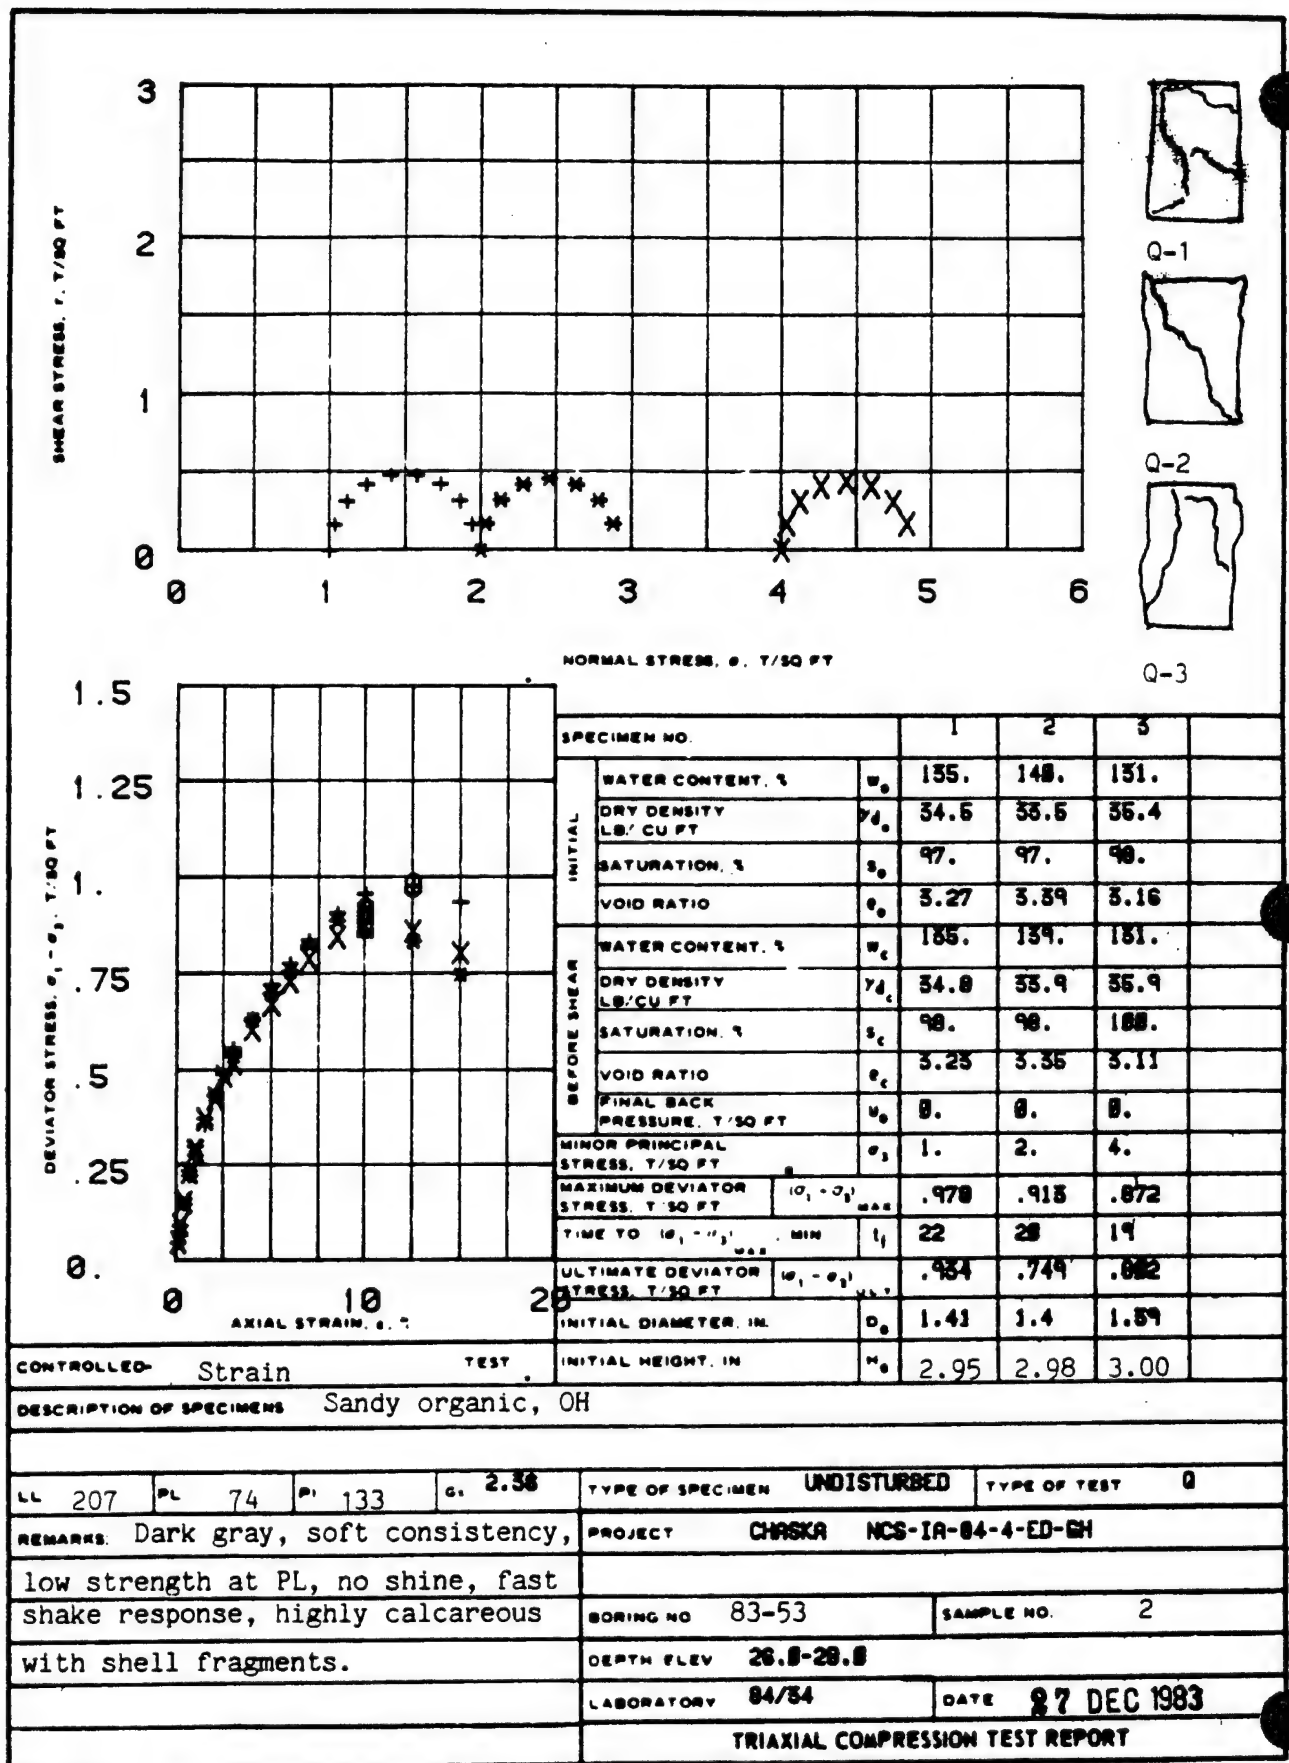 3
2
1
0
SHEAR STRESS, τ, T/SQ FT
0 1 2 3 4 5 6
NORMAL STRESS, σ, T/SQ FT
Q-1
Q-2
Q-3
1.5
1.25
1.
.75
.5
.25
0.
DEVIATOR STRESS, σ₁ - σ₃, T/SQ FT
0 10 20
AXIAL STRAIN, ε, %
SPECIMEN NO. 1 2 3
INITIAL
WATER CONTENT, % w₀ 135. 140. 131.
DRY DENSITY LB/CU FT γd₀ 34.5 33.5 35.4
SATURATION, % S₀ 97. 97. 98.
VOID RATIO e₀ 3.27 3.39 3.16
BEFORE SHEAR
WATER CONTENT, % wc 135. 139. 131.
DRY DENSITY LB/CU FT γdc 34.8 33.9 35.9
SATURATION, % Sc 98. 98. 100.
VOID RATIO ec 3.23 3.35 3.11
FINAL BACK PRESSURE, T/SQ FT u₀ 0. 0. 0.
MINOR PRINCIPAL STRESS, T/SQ FT σ₃ 1. 2. 4.
MAXIMUM DEVIATOR STRESS, T/SQ FT (σ₁ - σ₃) MAX .978 .913 .872
TIME TO (σ₁ - σ₃) MAX, MIN tf 22 20 19
ULTIMATE DEVIATOR STRESS, T/SQ FT (σ₁ - σ₃) ULT .934 .749
INITIAL DIAMETER, IN. D₀ 1.41 1.4 1.39
INITIAL HEIGHT, IN H₀ 2.95 2.98 3.00
CONTROLLED- Strain TEST
DESCRIPTION OF SPECIMENS Sandy organic, OH
LL 207 PL 74 PI 133 Gs 2.36
TYPE OF SPECIMEN UNDISTURBED TYPE OF TEST Q
REMARKS: Dark gray, soft consistency,
low strength at PL, no shine, fast
shake response, highly calcareous
with shell fragments.
PROJECT CHASKA NCS-IA-84-4-ED-GH
BORING NO 83-53 SAMPLE NO. 2
DEPTH ELEV 26.0-28.0
LABORATORY 84/34 DATE 27 DEC 1983
TRIAXIAL COMPRESSION TEST REPORT